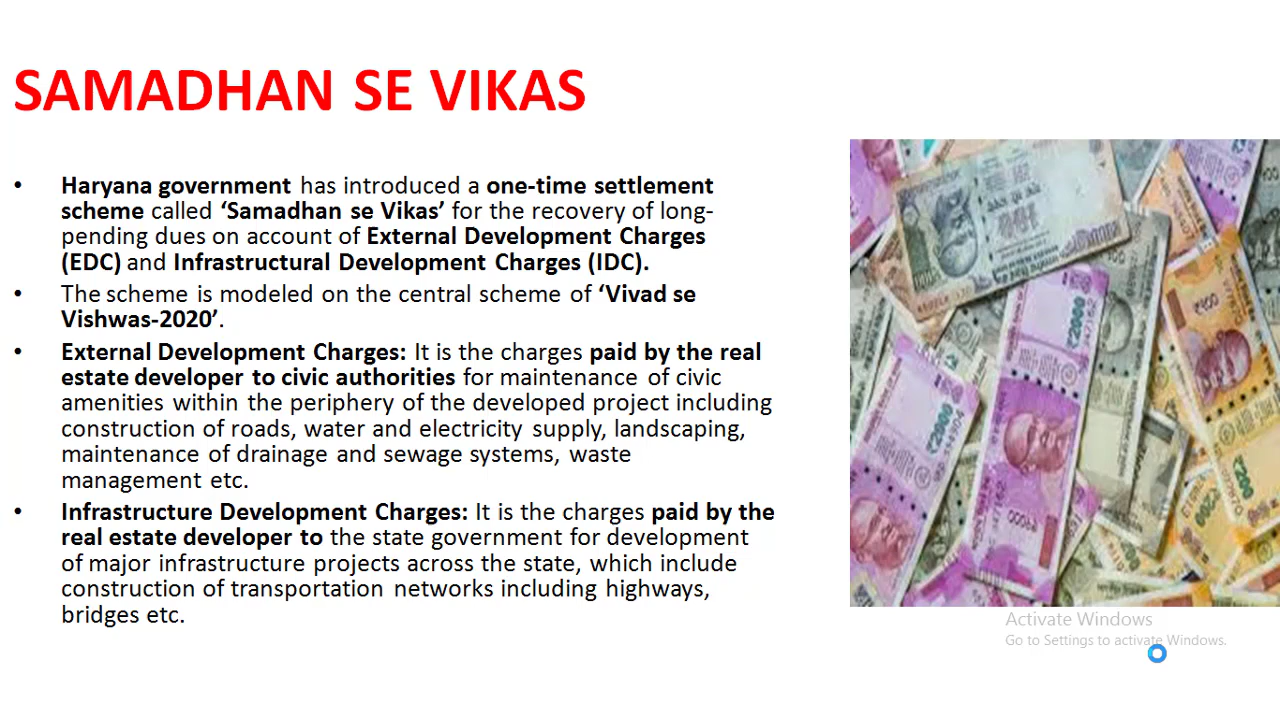 SAMADHAN SE VIKAS
• Haryana government has introduced a one-time settlement
scheme called ‘Samadhan se Vikas’ for the recovery of long-
pending dues on account of External Development Charges
(EDC) and Infrastructural Development Charges (IDC).
• The scheme is modeled on the central scheme of ‘Vivad se
Vishwas-2020’.
• External Development Charges: It is the charges paid by the real
estate developer to civic authorities for maintenance of civic
amenities within the periphery of the developed project including
construction of roads, water and electricity supply, landscaping,
maintenance of drainage and sewage systems, waste
management etc.
• Infrastructure Development Charges: It is the charges paid by the
real estate developer to the state government for development
of major infrastructure projects across the state, which include
construction of transportation networks including highways,
bridges etc.
₹2000
₹2000
₹200
Activate Windows
Go to Settings to activate Windows.